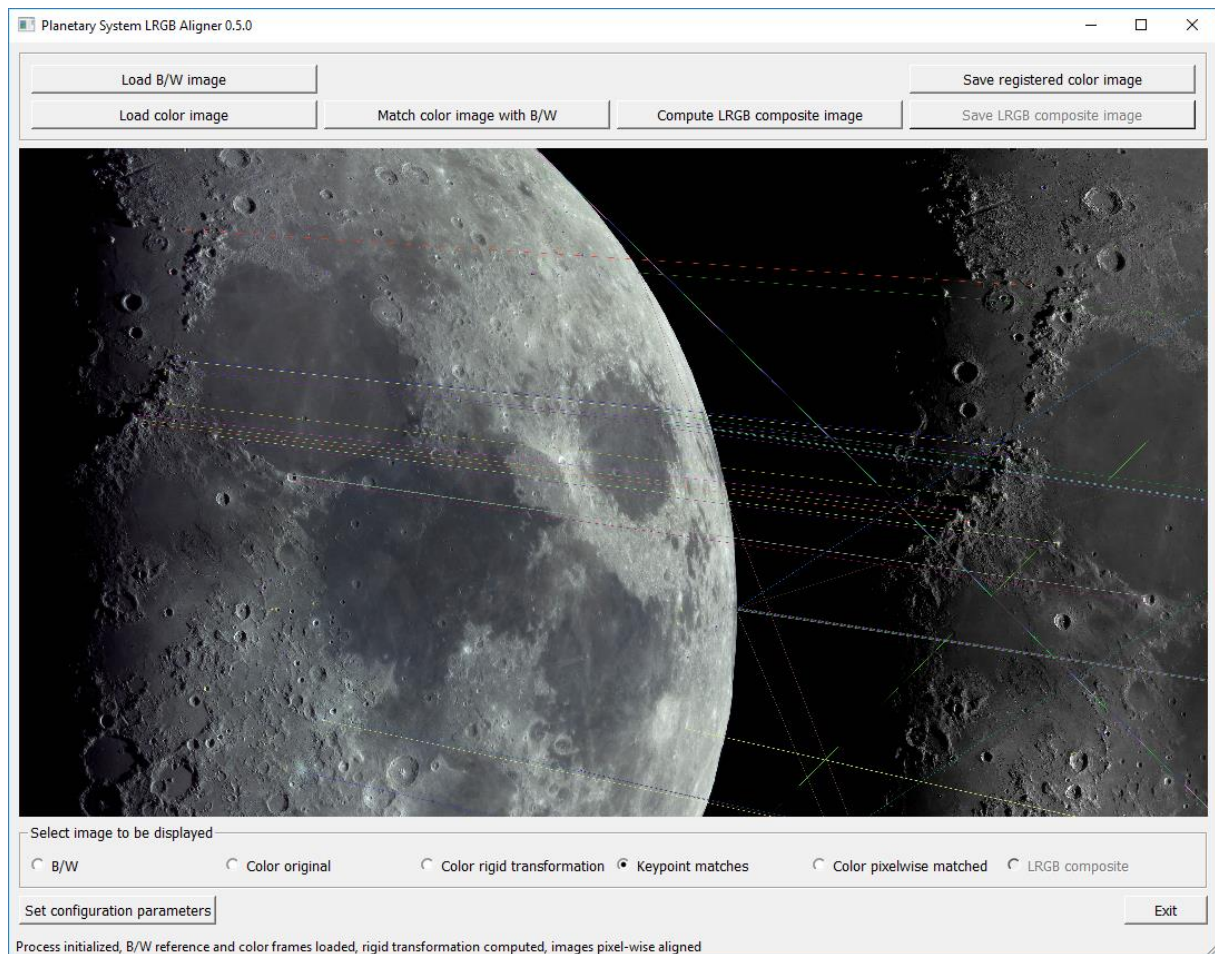 Planetary System LRGB Aligner 0.5.0
Load B/W image
Save registered color image
Load color image
Match color image with B/W
Compute LRGB composite image
Save LRGB composite image
Select image to be displayed
B/W
Color original
Color rigid transformation
Keypoint matches
Color pixelwise matched
LRGB composite
Set configuration parameters
Exit
Process initialized, B/W reference and color frames loaded, rigid transformation computed, images pixel-wise aligned